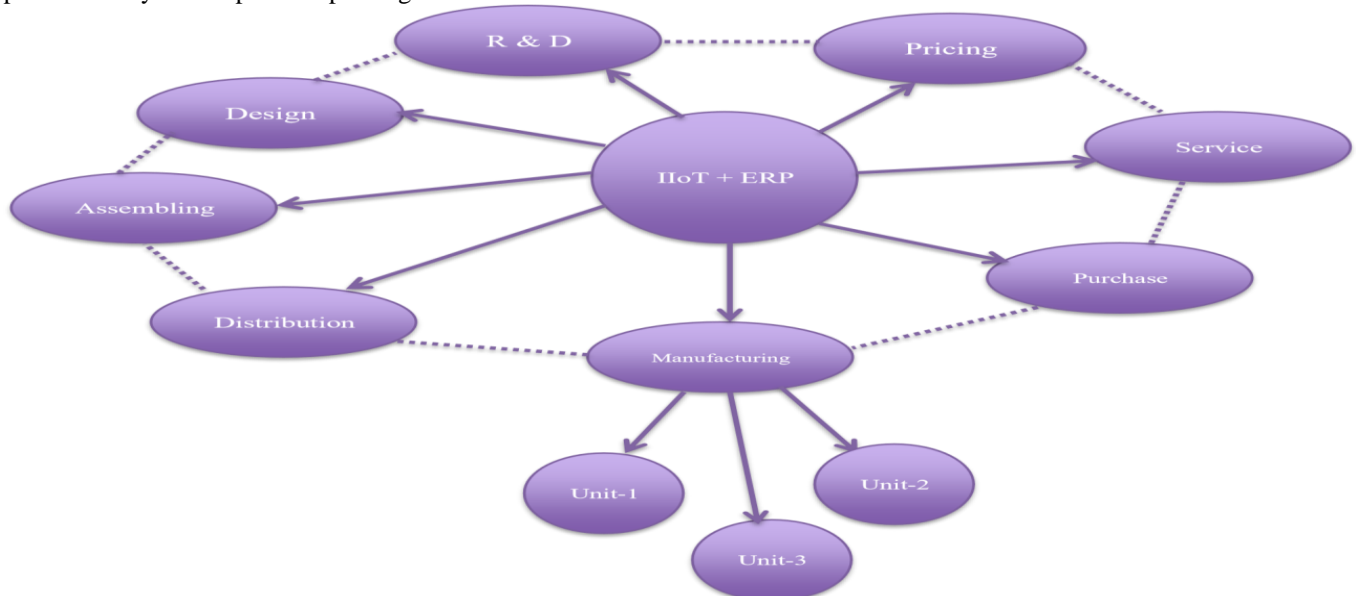 R & D
Pricing
Design
Service
IIoT + ERP
Assembling
Purchase
Distribution
Manufacturing
Unit-1
Unit-2
Unit-3